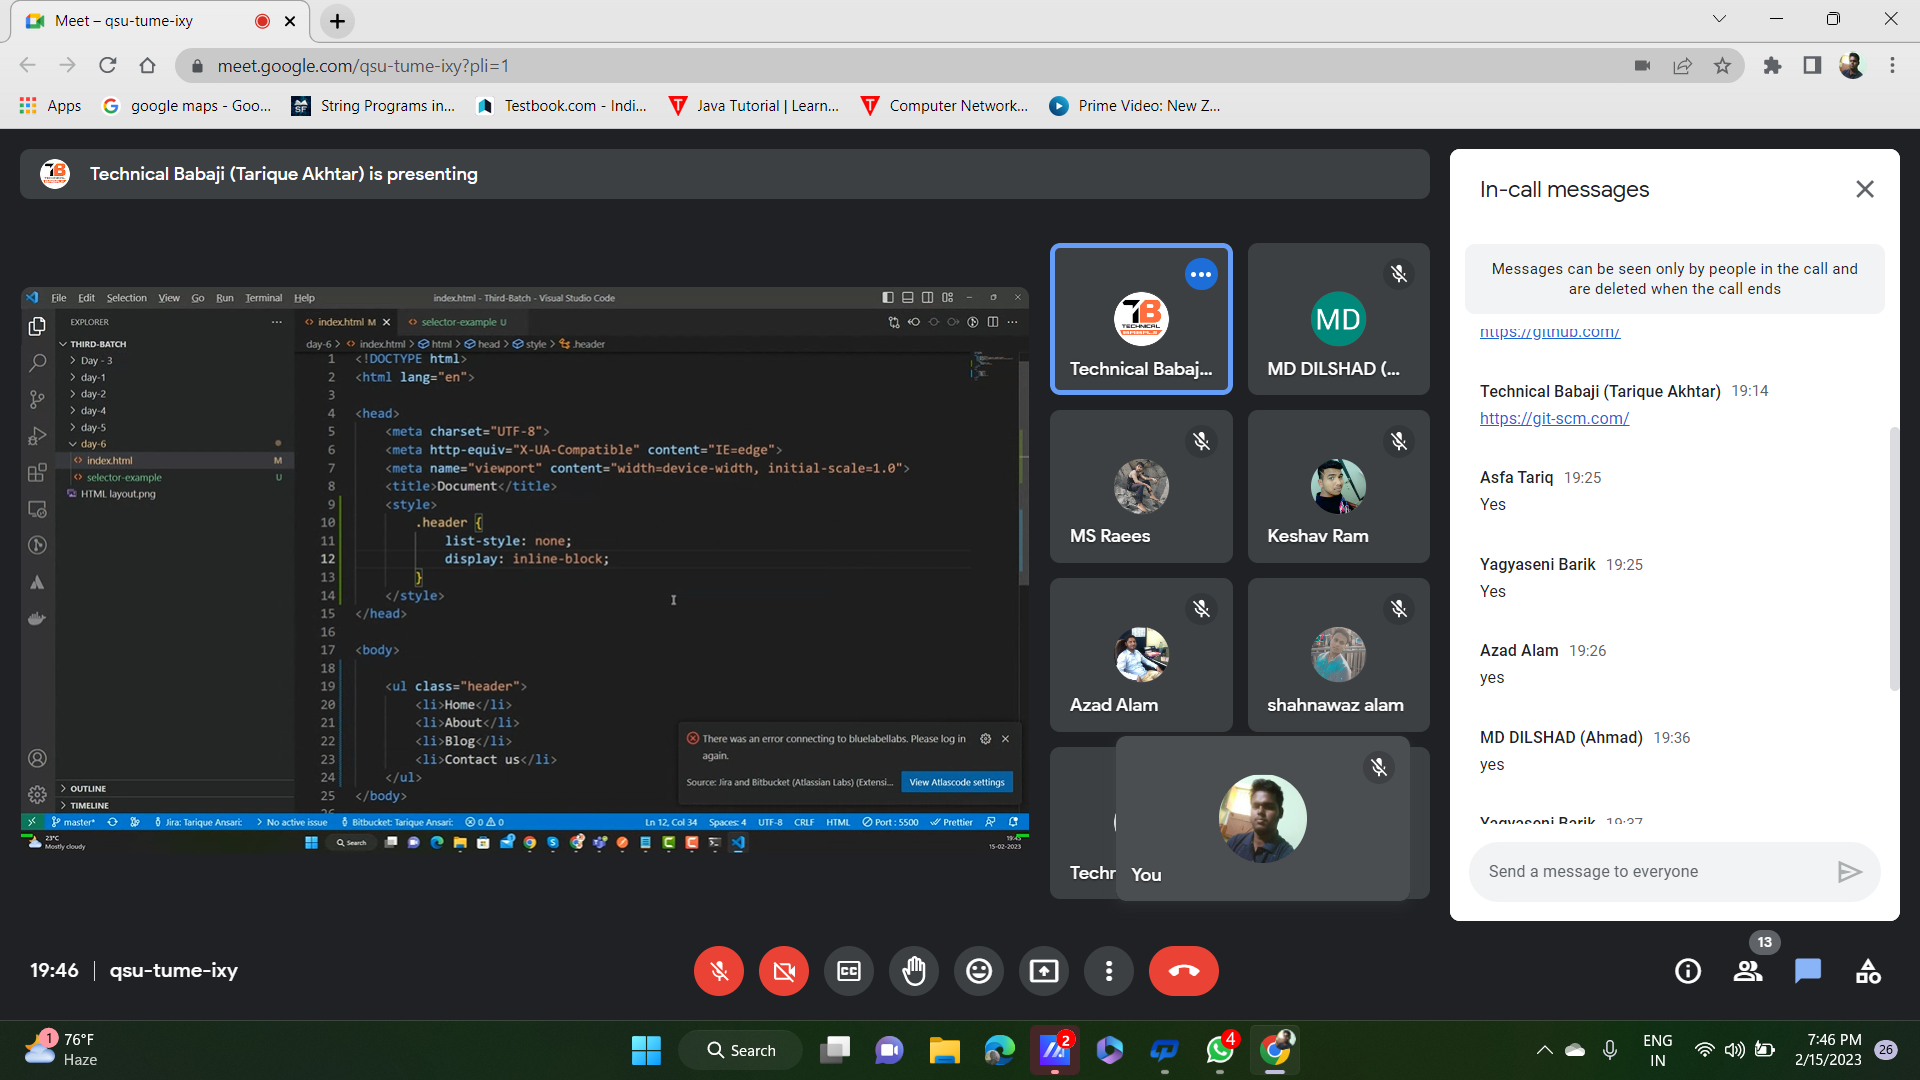 Meet – qsu-tume-ixy
meet.google.com/qsu-tume-ixy?pli=1
Apps
google maps - Goo...
String Programs in...
Testbook.com - Indi...
Java Tutorial | Learn...
Computer Network...
Prime Video: New Z...
Technical Babaji (Tarique Akhtar) is presenting
File Edit Selection View Go Run Terminal Help
index.html - Third-Batch - Visual Studio Code
EXPLORER
THIRD-BATCH
Day - 3
day-1
day-2
day-4
day-5
day-6
index.html M
selector-example U
HTML layout.png
OUTLINE
TIMELINE
index.html M
selector-example U
day-6 > index.html > html > head > style > .header
1 <!DOCTYPE html>
2 <html lang="en">
3
4 <head>
5 <meta charset="UTF-8">
6 <meta http-equiv="X-UA-Compatible" content="IE=edge">
7 <meta name="viewport" content="width=device-width, initial-scale=1.0">
8 <title>Document</title>
9 <style>
10 .header {
11 list-style: none;
12 display: inline-block;
13 }
14 </style>
15 </head>
16
17 <body>
18
19 <ul class="header">
20 <li>Home</li>
21 <li>About</li>
22 <li>Blog</li>
23 <li>Contact us</li>
24 </ul>
25 </body>
There was an error connecting to bluelabellabs. Please log in
again.
Source: Jira and Bitbucket (Atlassian Labs) (Extensi...
View Atlascode settings
master* Jira: Tarique Ansari: No active issue Bitbucket: Tarique Ansari: 0 0 Ln 12, Col 34 Spaces: 4 UTF-8 CRLF HTML Port : 5500 Prettier
23°C
Mostly cloudy
Search
19:45
15-02-2023
TB
TECHNICAL
Technical Babaj...
MD
MD DILSHAD (...
MS Raees
Keshav Ram
Azad Alam
shahnawaz alam
Techr
You
In-call messages
Messages can be seen only by people in the call and
are deleted when the call ends
https://github.com/
Technical Babaji (Tarique Akhtar) 19:14
https://git-scm.com/
Asfa Tariq 19:25
Yes
Yagyaseni Barik 19:25
Yes
Azad Alam 19:26
yes
MD DILSHAD (Ahmad) 19:36
yes
Yagyaseni Barik 19:37
Send a message to everyone
19:46 | qsu-tume-ixy
CC
13
1
76°F
Haze
Search
2
4
ENG
IN
7:46 PM
2/15/2023
26